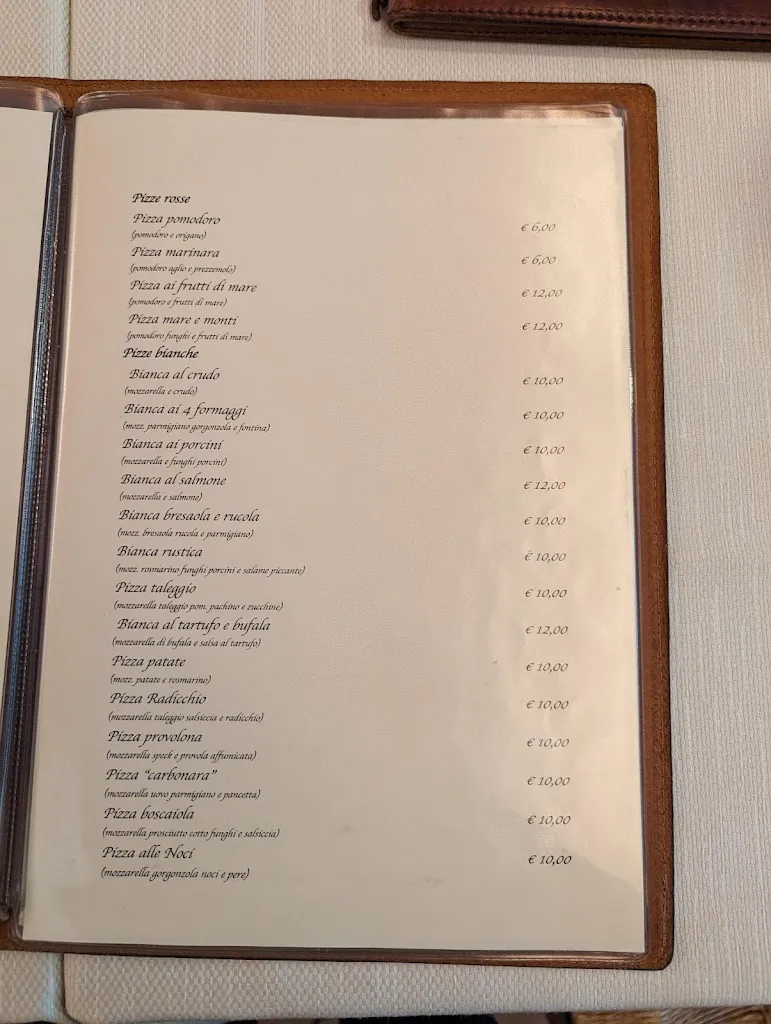 Pizze rosse
Pizza pomodoro € 6,00
(pomodoro e origano)
Pizza marinara € 6,00
(pomodoro aglio e prezzemolo)
Pizza ai frutti di mare € 12,00
(pomodoro e frutti di mare)
Pizza mare e monti € 12,00
(pomodoro funghi e frutti di mare)
Pizze bianche
Bianca al crudo € 10,00
(mozzarella e crudo)
Bianca ai 4 formaggi € 10,00
(mozz. parmigiano gorgonzola e fontina)
Bianca ai porcini € 10,00
(mozzarella e funghi porcini)
Bianca al salmone € 12,00
(mozzarella e salmone)
Bianca bresaola e rucola € 10,00
(mozz. bresaola rucola e parmigiano)
Bianca rustica € 10,00
(mozz. rosmarino funghi porcini e salame piccante)
Pizza taleggio € 10,00
(mozzarella taleggio pom. pachino e zucchine)
Bianca al tartufo e bufala € 12,00
(mozzarella di bufala e salsa al tartufo)
Pizza patate € 10,00
(mozz. patate e rosmarino)
Pizza Radicchio € 10,00
(mozzarella taleggio salsiccia e radicchio)
Pizza provolona € 10,00
(mozzarella speck e provola affumicata)
Pizza “carbonara” € 10,00
(mozzarella uovo parmigiano e pancetta)
Pizza boscaiola € 10,00
(mozzarella prosciutto cotto funghi e salsiccia)
Pizza alle Noci € 10,00
(mozzarella gorgonzola noci e pere)